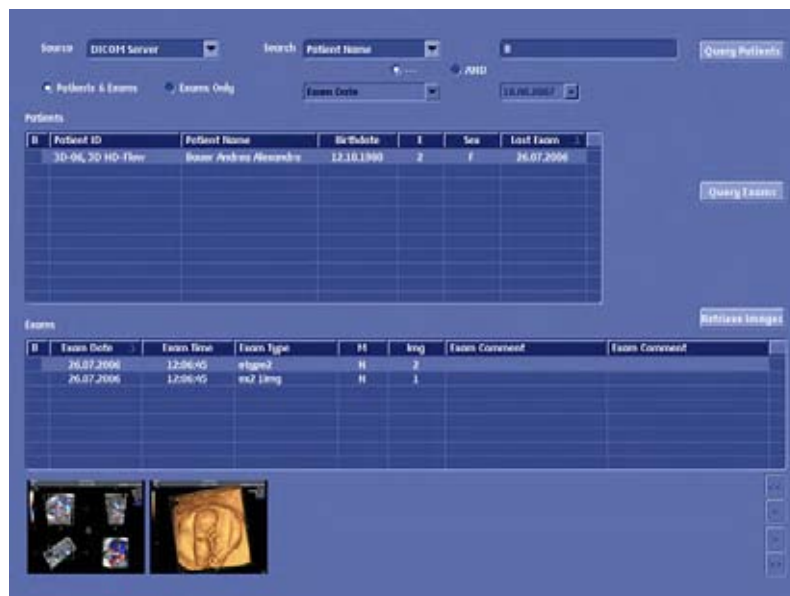 Source DICOM Server Search Patient Name B Query Patients
--- AND
Patients & Exams Exams Only Exam Date
Patients
B Patient ID Patient Name Birthdate E Sex Last Exam
3D-06, 3D HD-Flow Bauer Andrea Alexandra 12.10.1980 2 F 26.07.2006
Query Exams
Retrieve Images
Exams
B Exam Date Exam Time Exam Type M Img Exam Comment Exam Comment
26.07.2006 12:06:45 N 2
26.07.2006 12:06:45 N 1